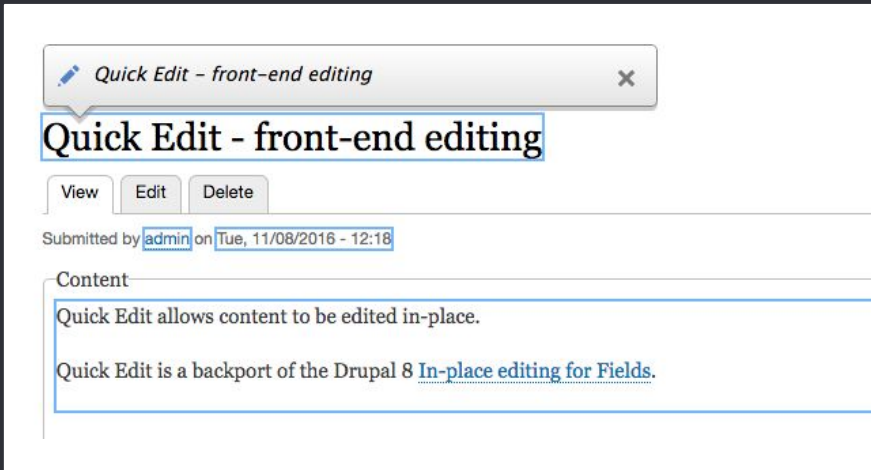 Quick Edit – front-end editing
Quick Edit - front-end editing
View Edit Delete
Submitted by admin on Tue, 11/08/2016 - 12:18
Content
Quick Edit allows content to be edited in-place.
Quick Edit is a backport of the Drupal 8 In-place editing for Fields.